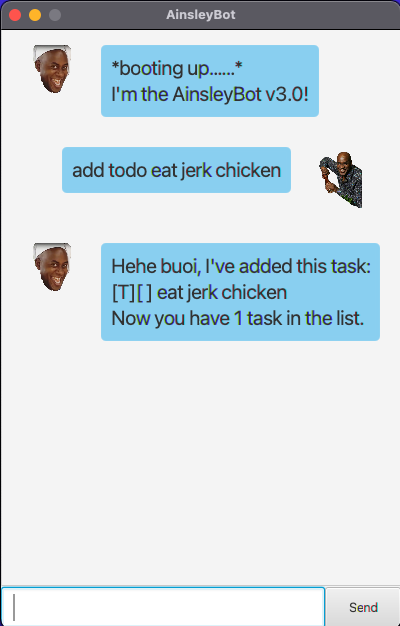 AinsleyBot
*booting up......*
I'm the AinsleyBot v3.0!
add todo eat jerk chicken
Hehe buoi, I've added this task:
[T][ ] eat jerk chicken
Now you have 1 task in the list.
Send